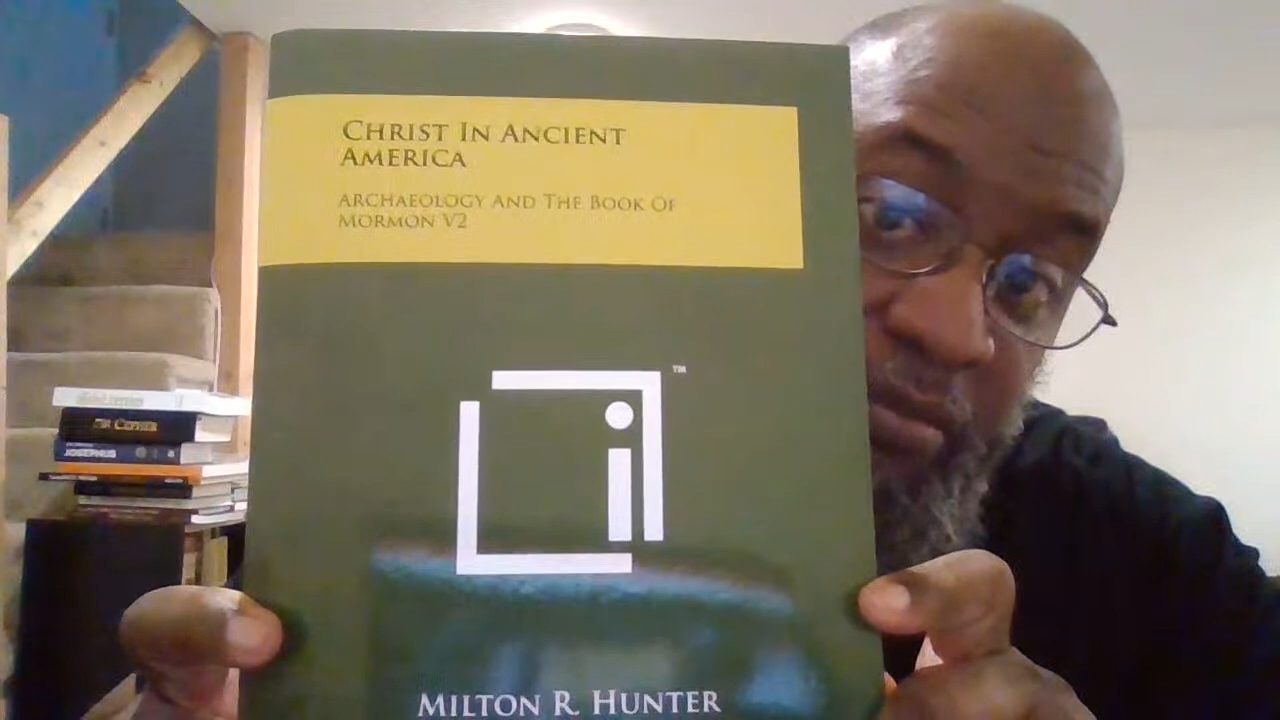 CHRIST IN ANCIENT
AMERICA
ARCHAEOLOGY AND THE BOOK OF
MORMON V2
TM
MILTON R. HUNTER
JOSEPHUS